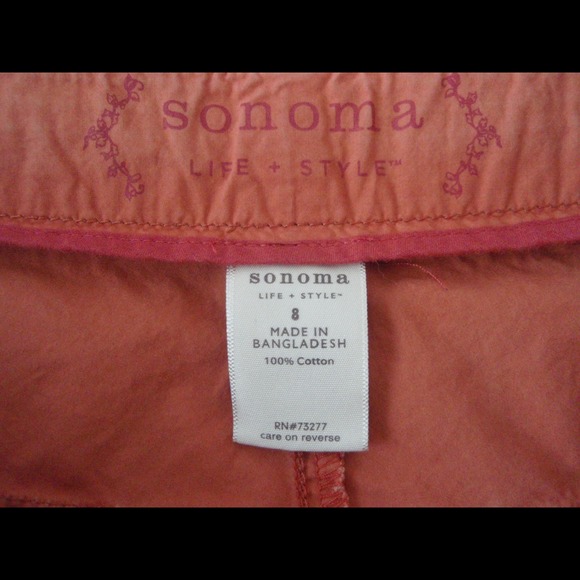 sonoma
LIFE + STYLE™
sonoma
LIFE + STYLE™
8
MADE IN
BANGLADESH
100% Cotton
RN#73277
care on reverse